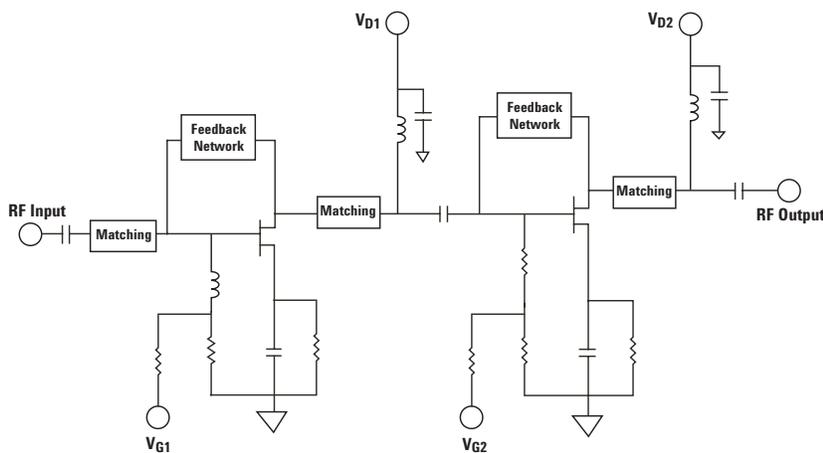 VD1
VD2
Feedback
Network
Feedback
Network
RF Input
Matching
Matching
Matching
RF Output
VG1
VG2